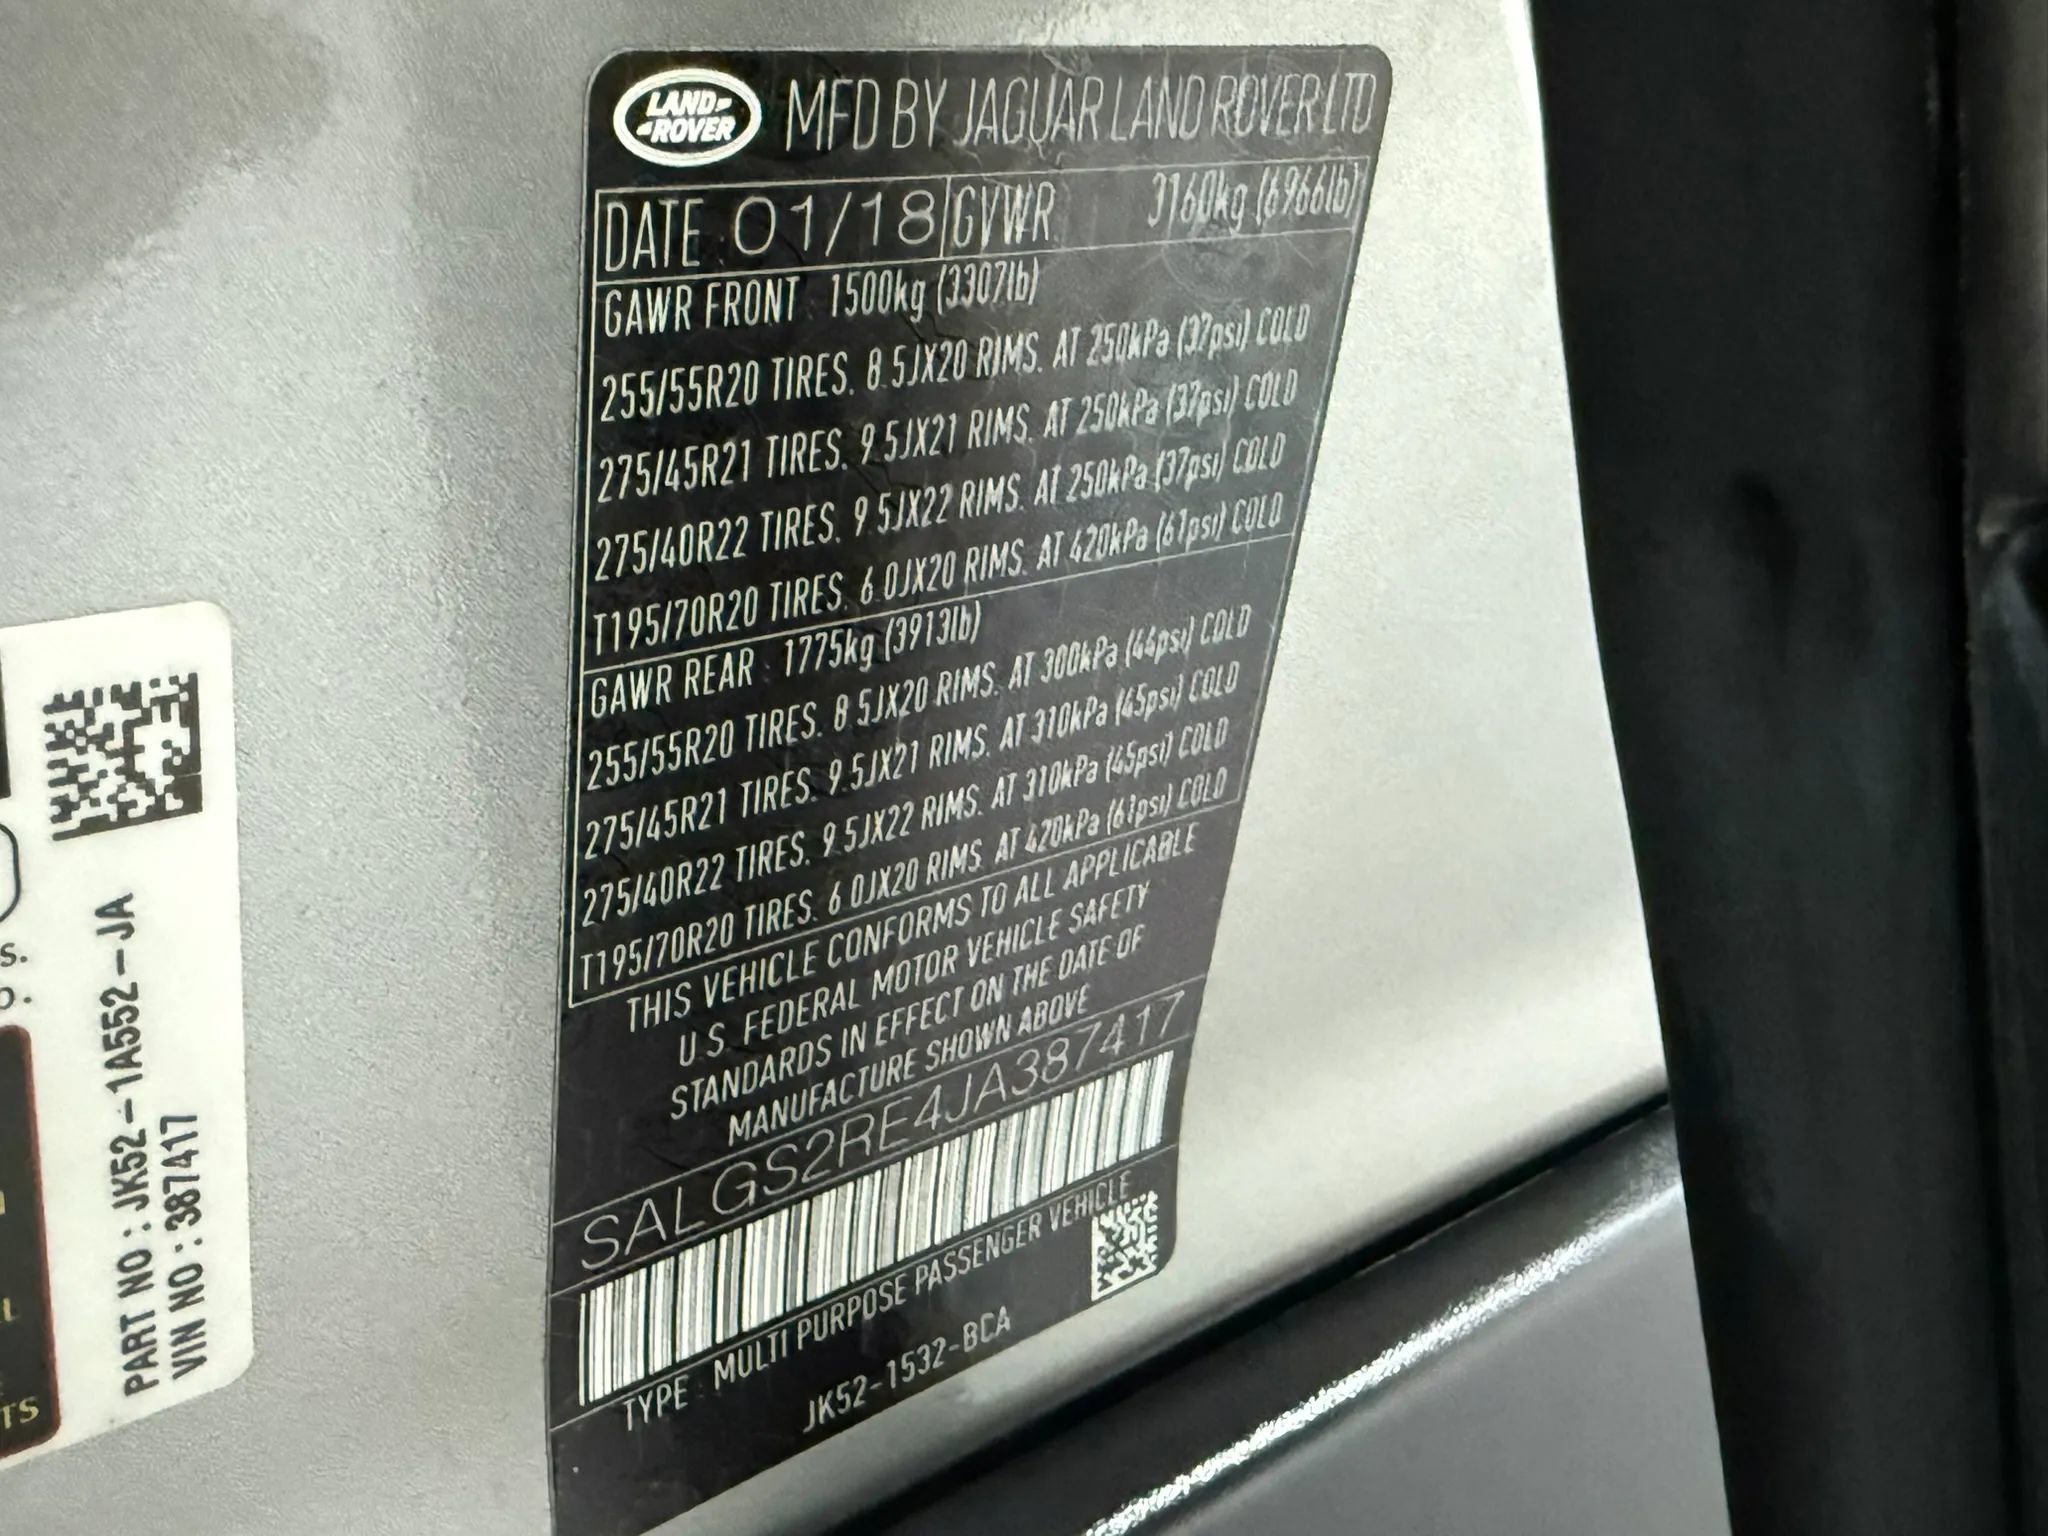 LAND-
-ROVER
MFD BY JAGUAR LAND ROVER LTD
DATE 01/18 GVWR 3160kg (6966lb)
GAWR FRONT 1500kg (3307lb)
255/55R20 TIRES. 8.5JX20 RIMS. AT 250kPa (37psi) COLD
275/45R21 TIRES. 9.5JX21 RIMS. AT 250kPa (37psi) COLD
275/40R22 TIRES. 9.5JX22 RIMS. AT 250kPa (37psi) COLD
T195/70R20 TIRES. 6.0JX20 RIMS. AT 420kPa (61psi) COLD
GAWR REAR 1775kg (3913lb)
255/55R20 TIRES. 8.5JX20 RIMS. AT 300kPa (44psi) COLD
275/45R21 TIRES. 9.5JX21 RIMS. AT 310kPa (45psi) COLD
275/40R22 TIRES. 9.5JX22 RIMS. AT 310kPa (45psi) COLD
T195/70R20 TIRES. 6.0JX20 RIMS. AT 420kPa (61psi) COLD
THIS VEHICLE CONFORMS TO ALL APPLICABLE
U.S. FEDERAL MOTOR VEHICLE SAFETY
STANDARDS IN EFFECT ON THE DATE OF
MANUFACTURE SHOWN ABOVE
SALGS2RE4JA387417
TYPE : MULTI PURPOSE PASSENGER VEHICLE
JK52-1532-BCA
PART NO : JK52-1A552-JA
VIN NO : 387417